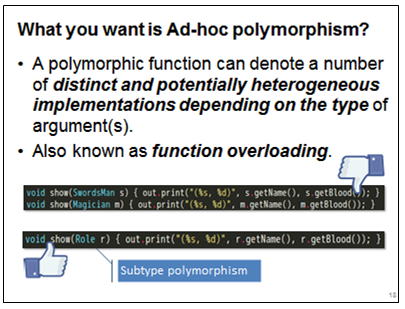 What you want is Ad-hoc polymorphism?
• A polymorphic function can denote a number
of distinct and potentially heterogeneous
implementations depending on the type of
argument(s).
• Also known as function overloading.
void show(SwordsMan s) { out.print("(%s, %d)", s.getName(), s.getBlood()); }
void show(Magician m) { out.print("(%s, %d)", m.getName(), m.getBlood()); }
void show(Role r) { out.print("(%s, %d)", r.getName(), r.getBlood()); }
Subtype polymorphism